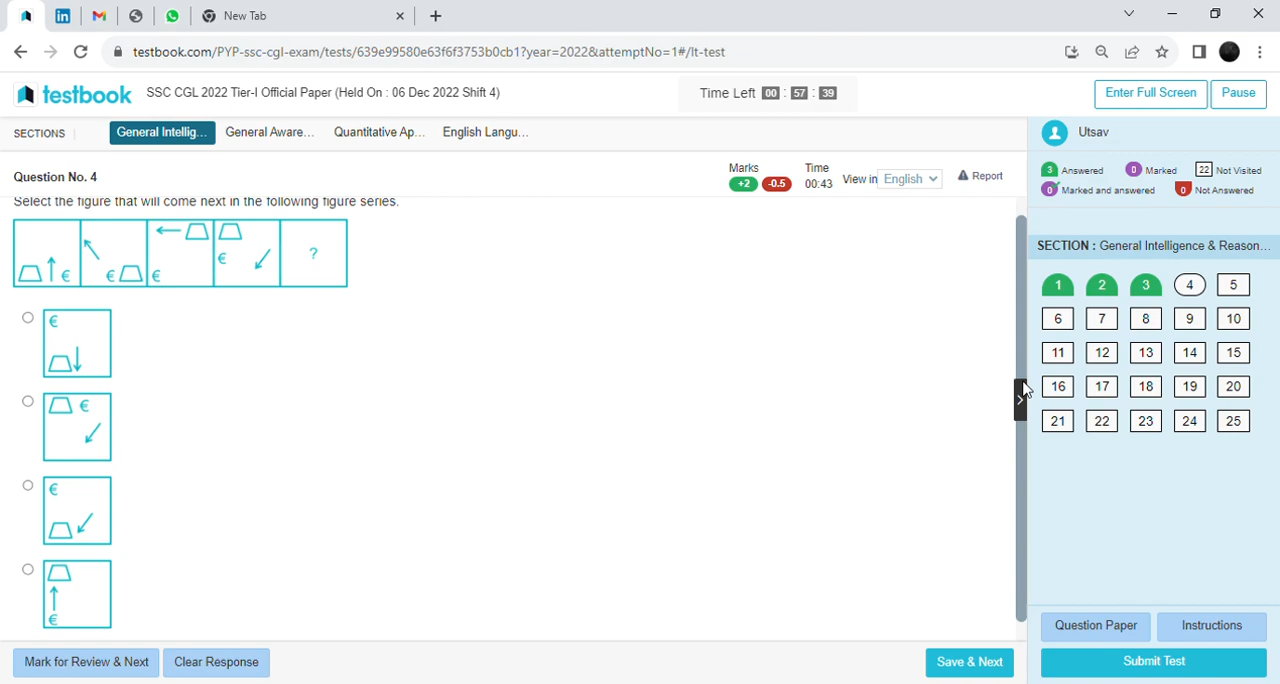 New Tab
testbook.com/PYP-ssc-cgl-exam/tests/639e99580e63f6f3753b0cb1?year=2022&attemptNo=1#/lt-test
testbook SSC CGL 2022 Tier-I Official Paper (Held On : 06 Dec 2022 Shift 4) Time Left 00 : 57 : 39 Enter Full Screen Pause
SECTIONS General Intellig... General Aware... Quantitative Ap... English Langu... Utsav
Question No. 4 Marks +2 -0.5 Time 00:43 View in English Report
3 Answered 0 Marked 22 Not Visited
0 Marked and answered 0 Not Answered
Select the figure that will come next in the following figure series.
€ € € € ?
€
€
€
€
SECTION : General Intelligence & Reason...
1 2 3 4 5
6 7 8 9 10
11 12 13 14 15
16 17 18 19 20
21 22 23 24 25
Question Paper Instructions
Mark for Review & Next Clear Response Save & Next Submit Test